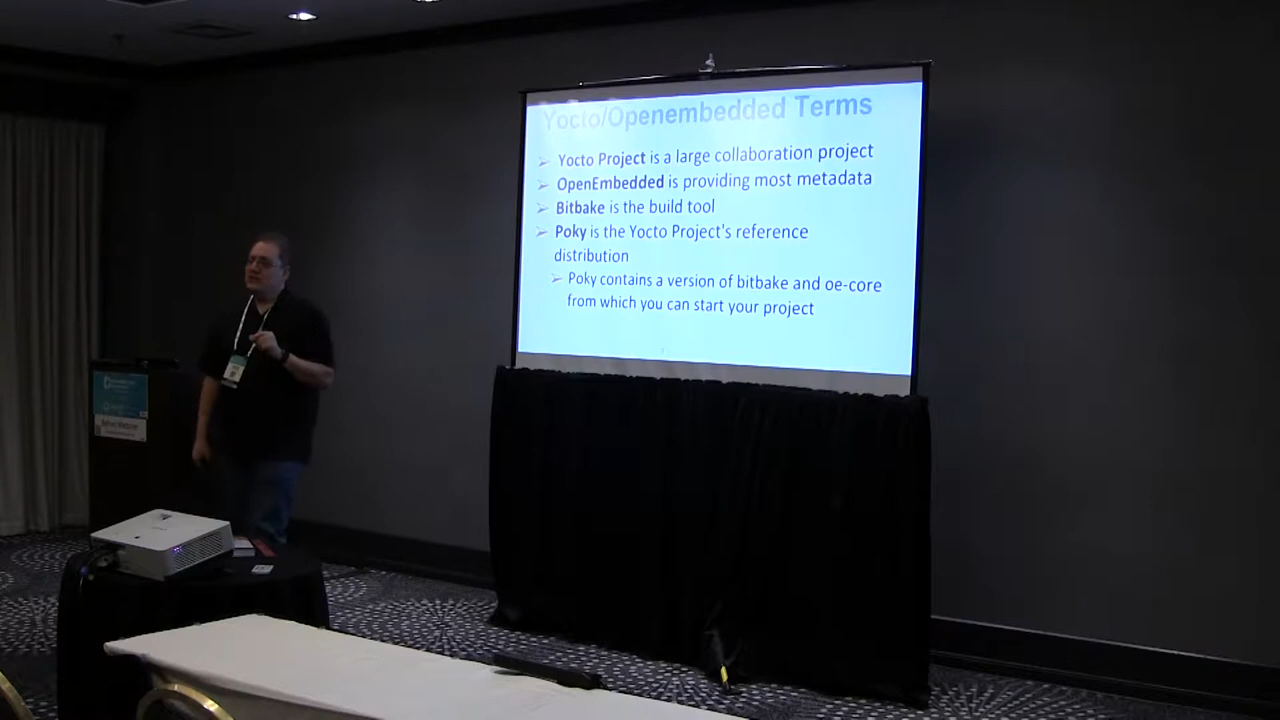 Yocto/Openembedded Terms
➢ Yocto Project is a large collaboration project
➢ OpenEmbedded is providing most metadata
➢ Bitbake is the build tool
➢ Poky is the Yocto Project's reference
distribution
➢ Poky contains a version of bitbake and oe-core
from which you can start your project